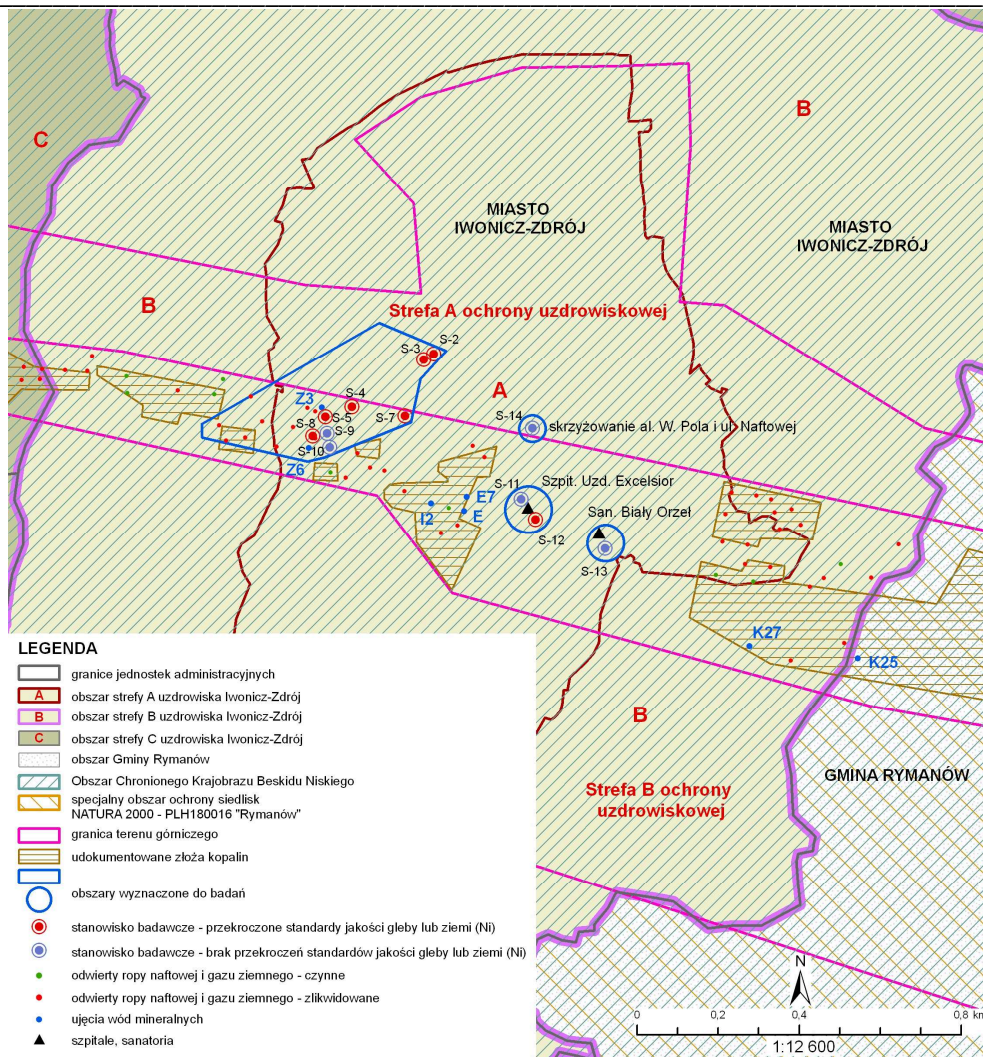 B
C
MIASTO
IWONICZ-ZDRÓJ
MIASTO
IWONICZ-ZDRÓJ
B
Strefa A ochrony uzdrowiskowej
S-2
S-3
A
Z3
S-4
S-5
S-7
S-8
S-9
S-10
S-14
skrzyżowanie al. W. Pola i ul. Naftowej
Z6
S-11
Szpit. Uzd. Excelsior
E7
I2
E
San. Biały Orzeł
S-12
S-13
K27
K25
B
GMINA RYMANÓW
Strefa B ochrony
uzdrowiskowej
LEGENDA
granice jednostek administracyjnych
A obszar strefy A uzdrowiska Iwonicz-Zdrój
B obszar strefy B uzdrowiska Iwonicz-Zdrój
C obszar strefy C uzdrowiska Iwonicz-Zdrój
obszar Gminy Rymanów
Obszar Chronionego Krajobrazu Beskidu Niskiego
specjalny obszar ochrony siedlisk
NATURA 2000 - PLH180016 "Rymanów"
granica terenu górniczego
udokumentowane złoża kopalin
obszary wyznaczone do badań
stanowisko badawcze - przekroczone standardy jakości gleby lub ziemi (Ni)
stanowisko badawcze - brak przekroczeń standardów jakości gleby lub ziemi (Ni)
odwierty ropy naftowej i gazu ziemnego - czynne
odwierty ropy naftowej i gazu ziemnego - zlikwidowane
ujęcia wód mineralnych
szpitale, sanatoria
N
0 0,4 0,8 km
1:12 600